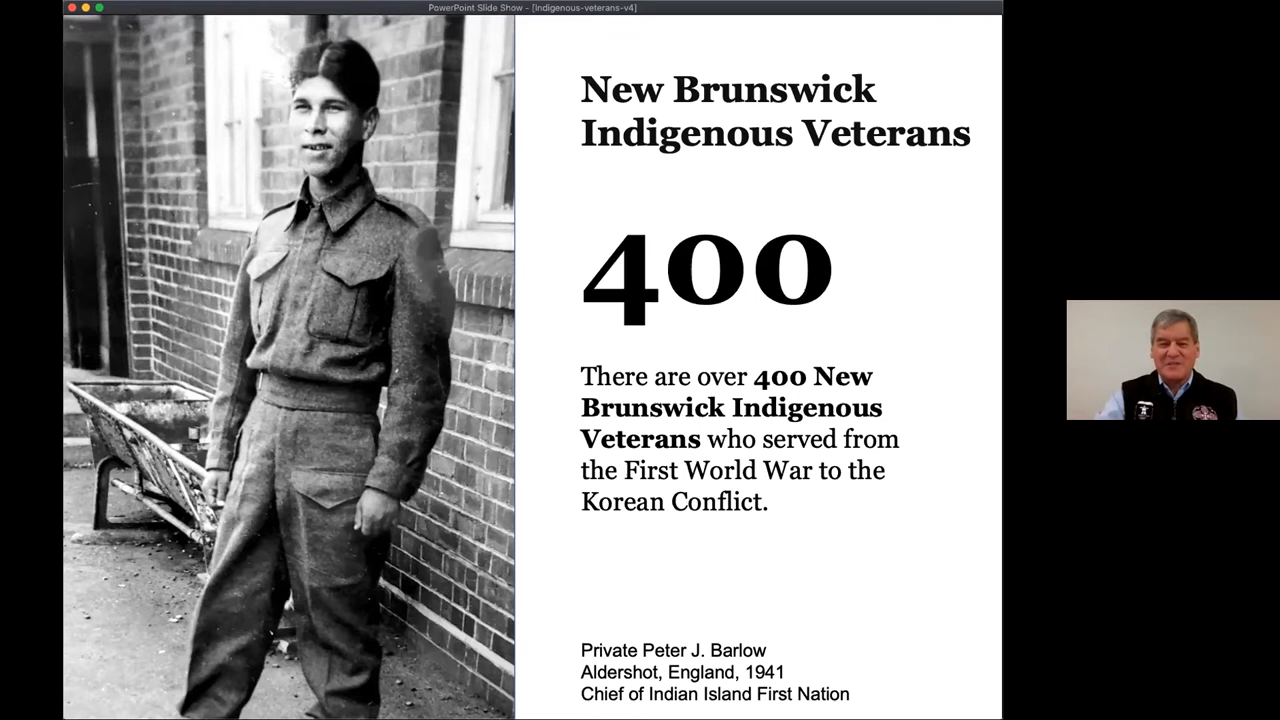 PowerPoint Slide Show - [Indigenous-veterans-v4]
New Brunswick
Indigenous Veterans
400
There are over 400 New
Brunswick Indigenous
Veterans who served from
the First World War to the
Korean Conflict.
Private Peter J. Barlow
Aldershot, England, 1941
Chief of Indian Island First Nation